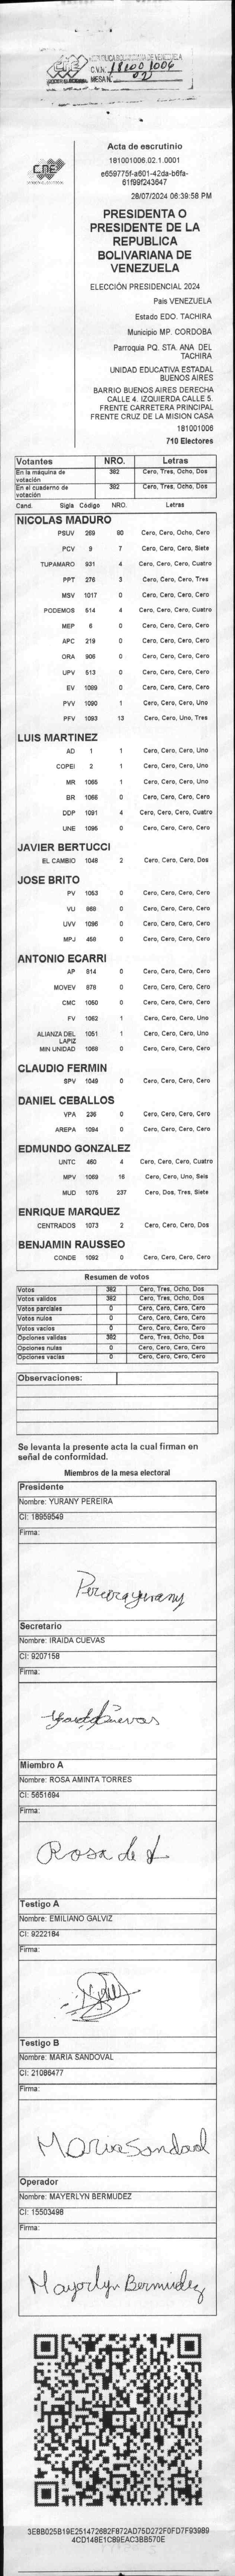 CNE
REPUBLICA BOLIVARIANA DE VENEZUELA
C.V.N. 18100 1006
PODER ELECTORAL MESA N. 02
CNE
Acta de escrutinio
181001006.02.1.0001
e659775f-a601-42da-b6fa-
61f99f243647
28/07/2024 06:39:58 PM
PRESIDENTA O
PRESIDENTE DE LA
REPUBLICA
BOLIVARIANA DE
VENEZUELA
ELECCIÓN PRESIDENCIAL 2024
País VENEZUELA
Estado EDO. TACHIRA
Municipio MP. CORDOBA
Parroquia PQ. STA. ANA DEL
TACHIRA
UNIDAD EDUCATIVA ESTADAL
BUENOS AIRES
BARRIO BUENOS AIRES DERECHA
CALLE 4. IZQUIERDA CALLE 5.
FRENTE CARRETERA PRINCIPAL
FRENTE CRUZ DE LA MISION CASA
181001006
710 Electores
Votantes NRO. Letras
En la máquina de votación 382 Cero, Tres, Ocho, Dos
En el cuaderno de votación 382 Cero, Tres, Ocho, Dos
Cand. Sigla Código NRO. Letras
NICOLAS MADURO
PSUV 269 80 Cero, Cero, Ocho, Cero
PCV 9 7 Cero, Cero, Cero, Siete
TUPAMARO 931 4 Cero, Cero, Cero, Cuatro
PPT 276 3 Cero, Cero, Cero, Tres
MSV 1017 0 Cero, Cero, Cero, Cero
PODEMOS 514 4 Cero, Cero, Cero, Cuatro
MEP 6 0 Cero, Cero, Cero, Cero
APC 219 0 Cero, Cero, Cero, Cero
ORA 906 0 Cero, Cero, Cero, Cero
UPV 513 0 Cero, Cero, Cero, Cero
EV 1089 0 Cero, Cero, Cero, Cero
PVV 1090 1 Cero, Cero, Cero, Uno
PFV 1093 13 Cero, Cero, Uno, Tres
LUIS MARTINEZ
AD 1 1 Cero, Cero, Cero, Uno
COPEI 2 1 Cero, Cero, Cero, Uno
MR 1065 1 Cero, Cero, Cero, Uno
BR 1066 0 Cero, Cero, Cero, Cero
DDP 1091 4 Cero, Cero, Cero, Cuatro
UNE 1095 0 Cero, Cero, Cero, Cero
JAVIER BERTUCCI
EL CAMBIO 1048 2 Cero, Cero, Cero, Dos
JOSE BRITO
PV 1053 0 Cero, Cero, Cero, Cero
VU 868 0 Cero, Cero, Cero, Cero
UVV 1096 0 Cero, Cero, Cero, Cero
MPJ 458 0 Cero, Cero, Cero, Cero
ANTONIO ECARRI
AP 814 0 Cero, Cero, Cero, Cero
MOVEV 878 0 Cero, Cero, Cero, Cero
CMC 1050 0 Cero, Cero, Cero, Cero
FV 1062 1 Cero, Cero, Cero, Uno
ALIANZA DEL LAPIZ 1051 1 Cero, Cero, Cero, Uno
MIN UNIDAD 1068 0 Cero, Cero, Cero, Cero
CLAUDIO FERMIN
SPV 1049 0 Cero, Cero, Cero, Cero
DANIEL CEBALLOS
VPA 236 0 Cero, Cero, Cero, Cero
AREPA 1094 0 Cero, Cero, Cero, Cero
EDMUNDO GONZALEZ
UNTC 460 4 Cero, Cero, Cero, Cuatro
MPV 1069 16 Cero, Cero, Uno, Seis
MUD 1075 237 Cero, Dos, Tres, Siete
ENRIQUE MARQUEZ
CENTRADOS 1073 2 Cero, Cero, Cero, Dos
BENJAMIN RAUSSEO
CONDE 1092 0 Cero, Cero, Cero, Cero
Resumen de votos
Votos 382 Cero, Tres, Ocho, Dos
Votos validos 382 Cero, Tres, Ocho, Dos
Votos parciales 0 Cero, Cero, Cero, Cero
Votos nulos 0 Cero, Cero, Cero, Cero
Votos vacíos 0 Cero, Cero, Cero, Cero
Opciones validas 382 Cero, Tres, Ocho, Dos
Opciones nulas 0 Cero, Cero, Cero, Cero
Opciones vacias 0 Cero, Cero, Cero, Cero
Observaciones:
Se levanta la presente acta la cual firman en
señal de conformidad.
Miembros de la mesa electoral
Presidente
Nombre: YURANY PEREIRA
CI: 18959549
Firma:
Pereira yurany
Secretario
Nombre: IRAIDA CUEVAS
CI: 9207158
Firma:
Miembro A
Nombre: ROSA AMINTA TORRES
CI: 5651694
Firma:
Rosa de
Testigo A
Nombre: EMILIANO GALVIZ
CI: 9222184
Firma:
Testigo B
Nombre: MARIA SANDOVAL
CI: 21086477
Firma:
Maria Sandoval
Operador
Nombre: MAYERLYN BERMUDEZ
CI: 15503498
Firma:
Mayerlyn Bermudez
3E8B025B19E251472682F872AD75D272F0FD7F93989
4CD148E1C89EAC3BB570E